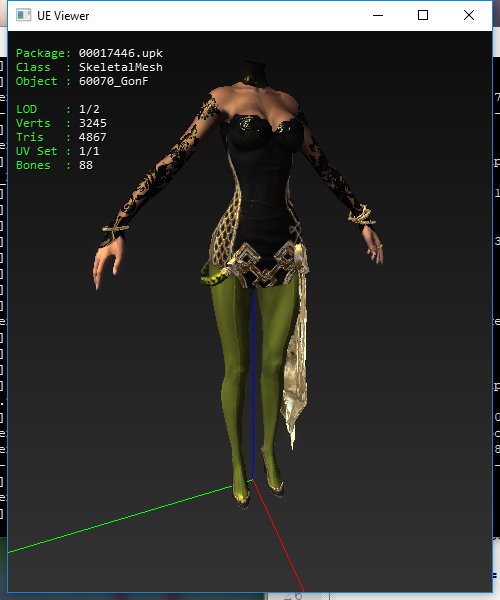 UE Viewer
Package: 00017446.upk
Class : SkeletalMesh
Object : 60070_GonF
LOD : 1/2
Verts : 3245
Tris : 4867
UV Set : 1/1
Bones : 88
26